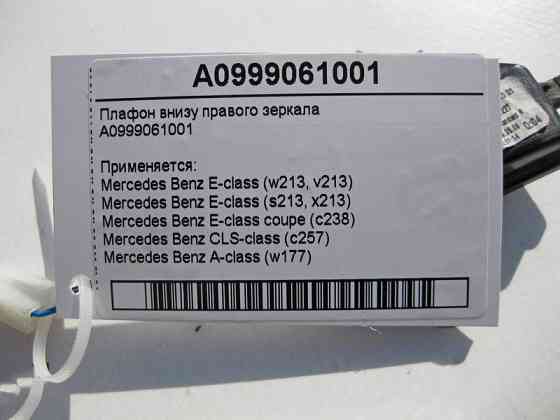 A0999061001
Плафон внизу правого зеркала
A0999061001
Применяется:
Mercedes Benz E-class (w213, v213)
Mercedes Benz E-class (s213, x213)
Mercedes Benz E-class coupe (c238)
Mercedes Benz CLS-class (c257)
Mercedes Benz A-class (w177)